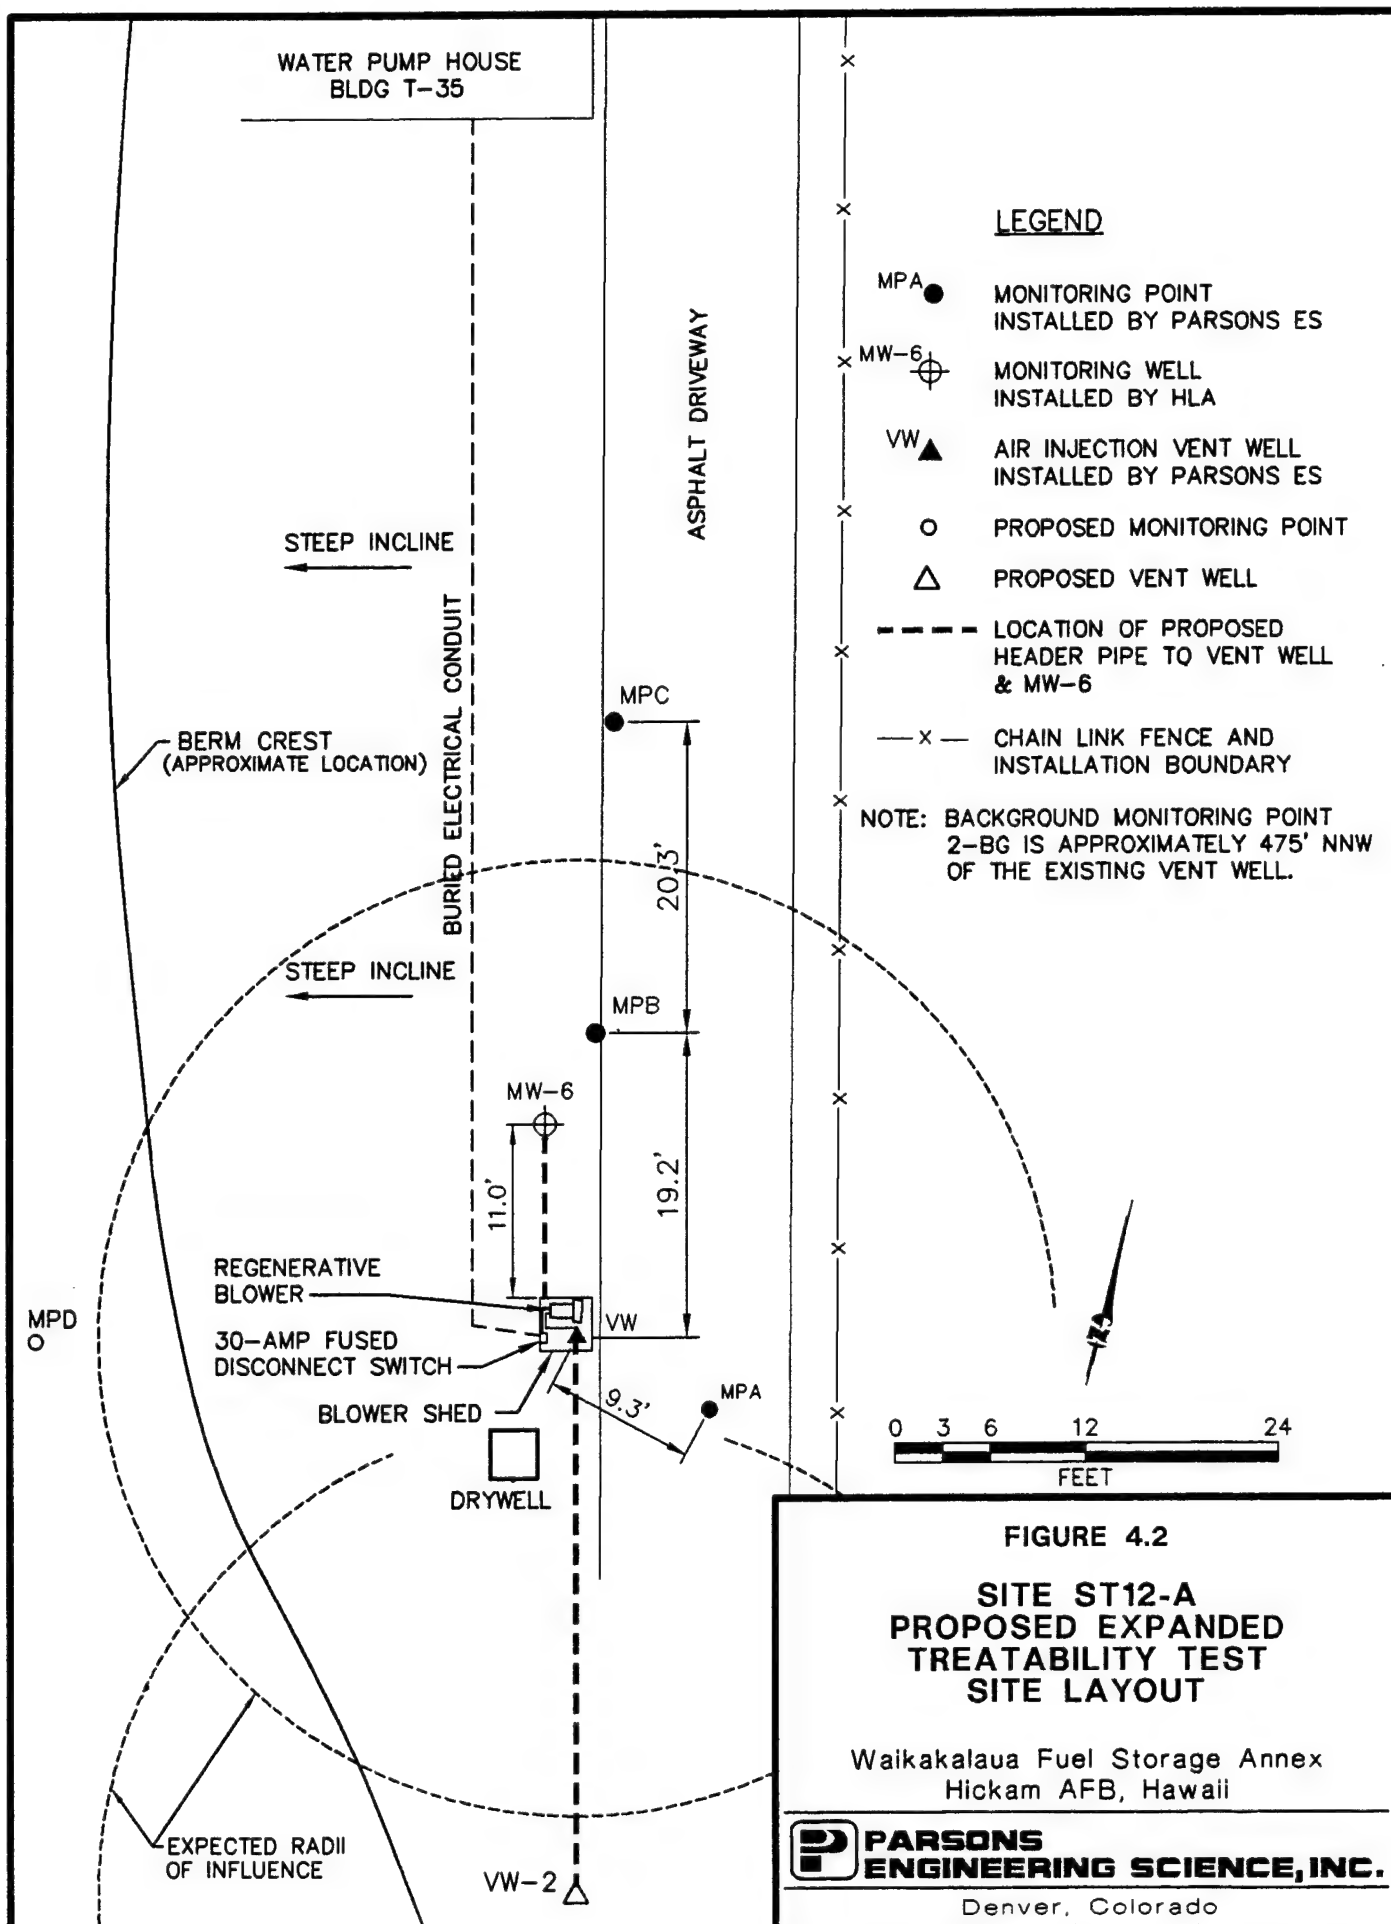 WATER PUMP HOUSE
BLDG T-35
LEGEND
MPA
MONITORING POINT
INSTALLED BY PARSONS ES
MW-6
MONITORING WELL
INSTALLED BY HLA
VW
AIR INJECTION VENT WELL
INSTALLED BY PARSONS ES
PROPOSED MONITORING POINT
PROPOSED VENT WELL
LOCATION OF PROPOSED
HEADER PIPE TO VENT WELL
& MW-6
X
CHAIN LINK FENCE AND
INSTALLATION BOUNDARY
NOTE: BACKGROUND MONITORING POINT
2-BG IS APPROXIMATELY 475' NNW
OF THE EXISTING VENT WELL.
ASPHALT DRIVEWAY
STEEP INCLINE
BURIED ELECTRICAL CONDUIT
MPC
BERM CREST
(APPROXIMATE LOCATION)
20.3'
STEEP INCLINE
MPB
MW-6
11.0'
19.2'
REGENERATIVE
BLOWER
VW
MPD
30-AMP FUSED
DISCONNECT SWITCH
9.3'
MPA
BLOWER SHED
DRYWELL
N
0 3 6 12 24
FEET
EXPECTED RADII
OF INFLUENCE
VW-2
FIGURE 4.2
SITE ST12-A
PROPOSED EXPANDED
TREATABILITY TEST
SITE LAYOUT
Waikakalaua Fuel Storage Annex
Hickam AFB, Hawaii
PARSONS
ENGINEERING SCIENCE, INC.
Denver, Colorado